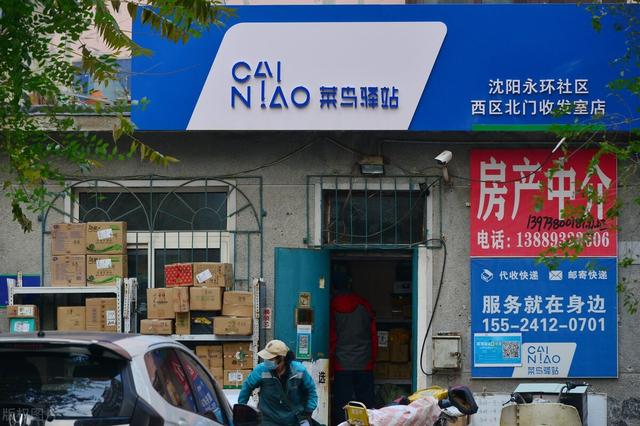 CAI
NIAO 菜鸟驿站
沈阳永环社区
西区北门收发室店
房产中介
电话:
代收快递 邮寄快递
服务就在身边
155-2412-0701
CAI
NIAO
菜鸟驿站